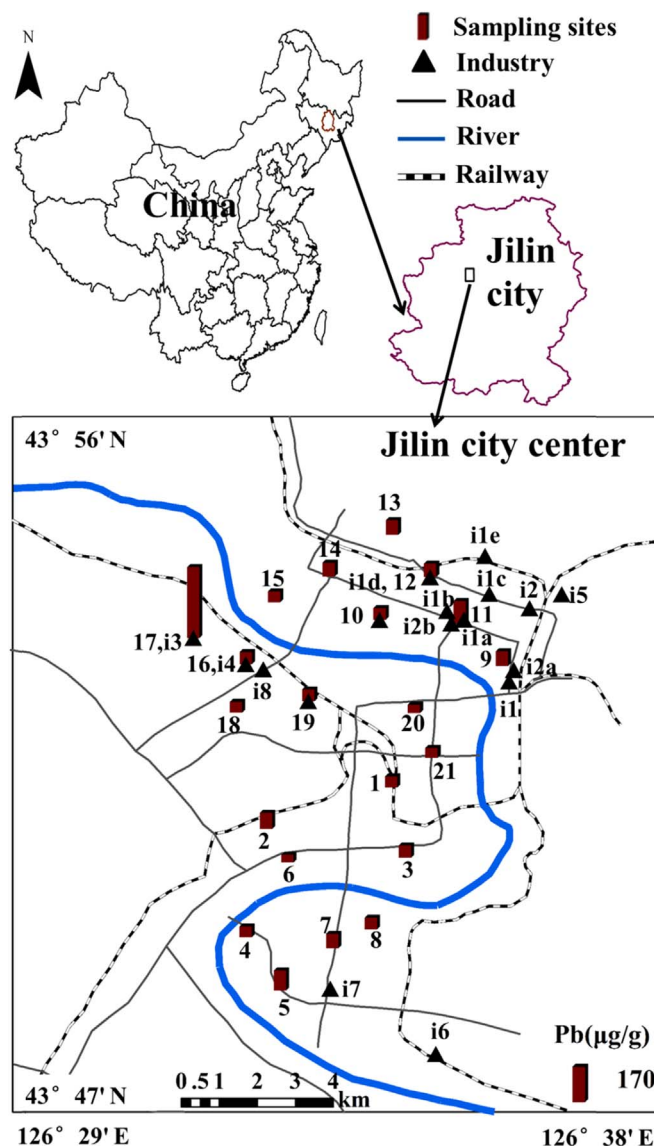 N
Sampling sites
Industry
Road
River
Railway
China
Jilin
city
43° 56' N
Jilin city center
13
i1e
14
i1d, 12
i1c
15
i1b
i2
i5
10
11
i2b
i1a
17,i3
9
16,i4
i2a
i8
i1
18
19
20
21
1
2
6
3
4
7
8
5
i7
i6
Pb(μg/g)
170
43° 47' N
0 .5 1 2 3 4
km
126° 29' E
126° 38' E